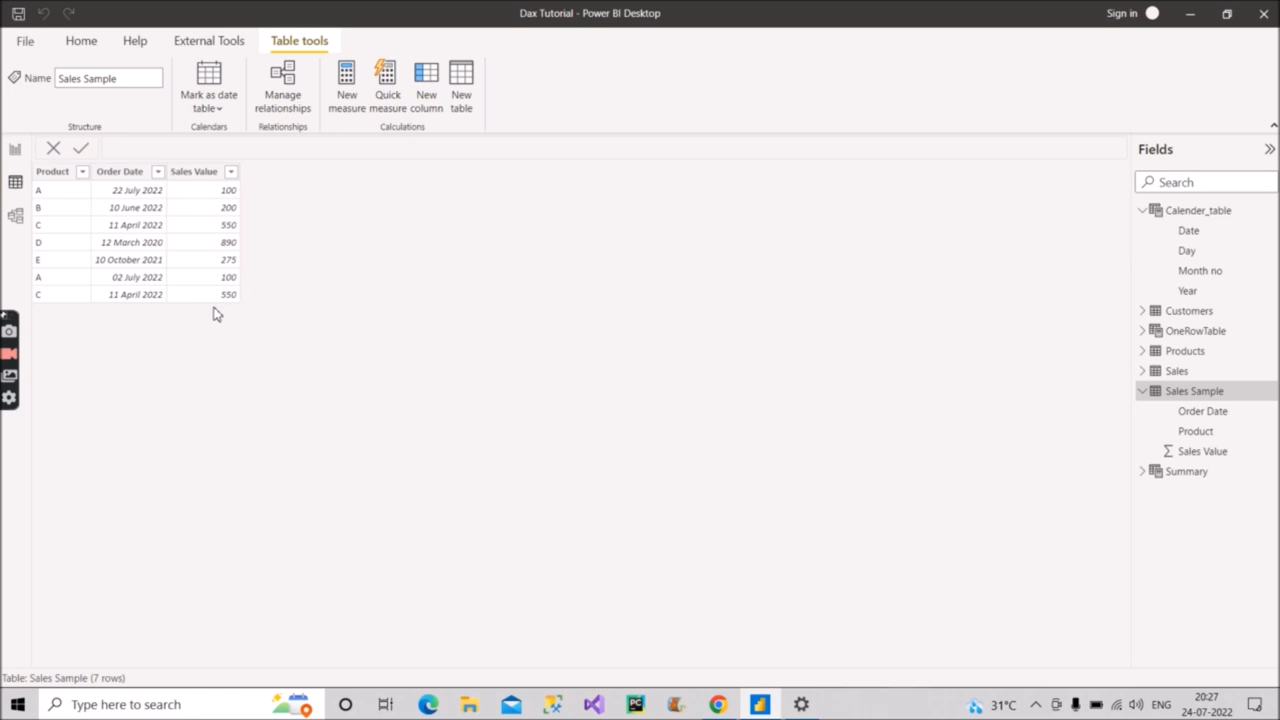 Dax Tutorial - Power BI Desktop
Sign in
File Home Help External Tools Table tools
Name Sales Sample
Mark as date table
Manage relationships
New measure
Quick measure
New column
New table
Structure Calendars Relationships Calculations
Product Order Date Sales Value
A 22 July 2022 100
B 10 June 2022 200
C 11 April 2022 550
D 12 March 2020 890
E 10 October 2021 275
A 02 July 2022 100
C 11 April 2022 550
Fields
Search
Calender_table
Date
Day
Month no
Year
Customers
OneRowTable
Products
Sales
Sales Sample
Order Date
Product
Sales Value
Summary
Table: Sales Sample (7 rows)
Type here to search
PC
31°C
ENG
20:27
24-07-2022